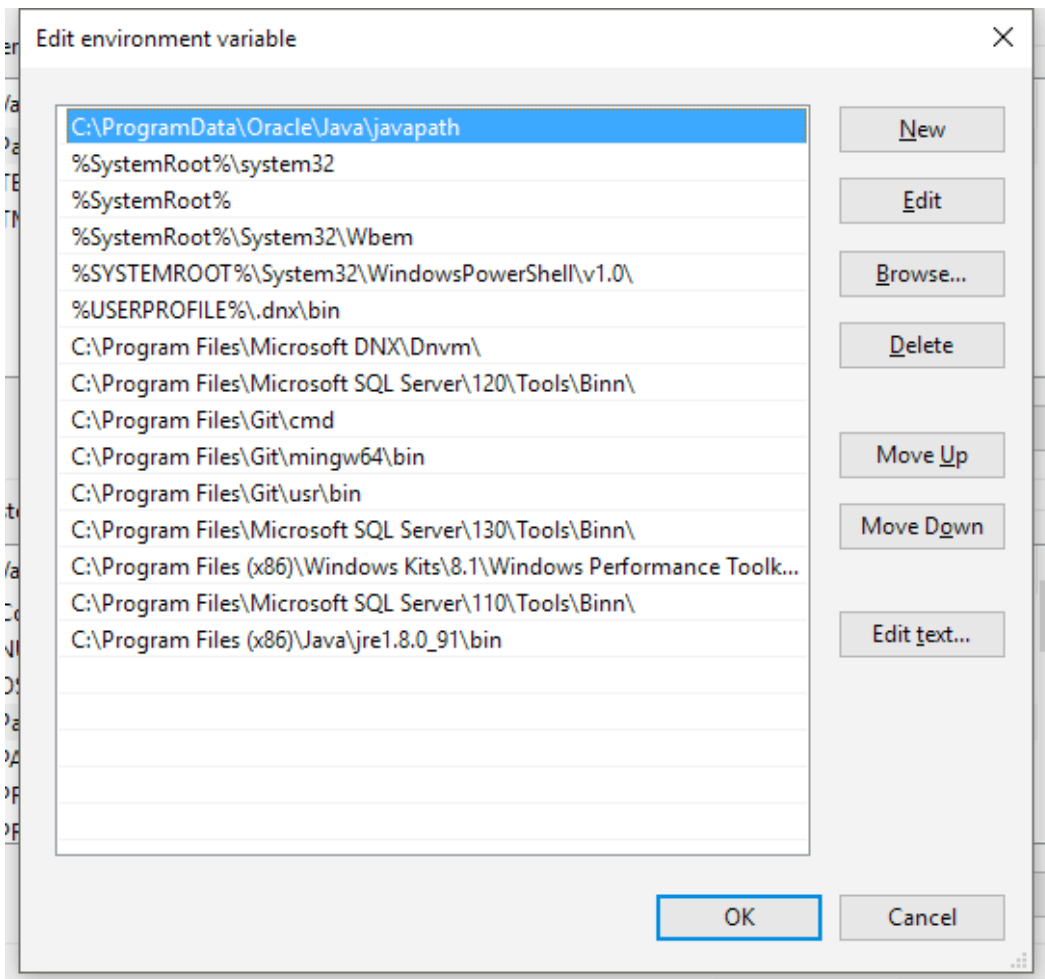 Edit environment variable
C:\ProgramData\Oracle\Java\javapath
%SystemRoot%\system32
%SystemRoot%
%SystemRoot%\System32\Wbem
%SYSTEMROOT%\System32\WindowsPowerShell\v1.0\
%USERPROFILE%\.dnx\bin
C:\Program Files\Microsoft DNX\Dnvm\
C:\Program Files\Microsoft SQL Server\120\Tools\Binn\
C:\Program Files\Git\cmd
C:\Program Files\Git\mingw64\bin
C:\Program Files\Git\usr\bin
C:\Program Files\Microsoft SQL Server\130\Tools\Binn\
C:\Program Files (x86)\Windows Kits\8.1\Windows Performance Toolk...
C:\Program Files\Microsoft SQL Server\110\Tools\Binn\
C:\Program Files (x86)\Java\jre1.8.0_91\bin
New
Edit
Browse...
Delete
Move Up
Move Down
Edit text...
OK
Cancel